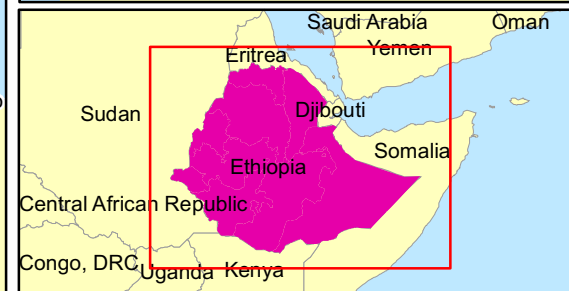 Saudi Arabia
Oman
Yemen
Eritrea
Sudan
Djibouti
Somalia
Ethiopia
Central African Republic
Congo, DRC
Uganda
Kenya